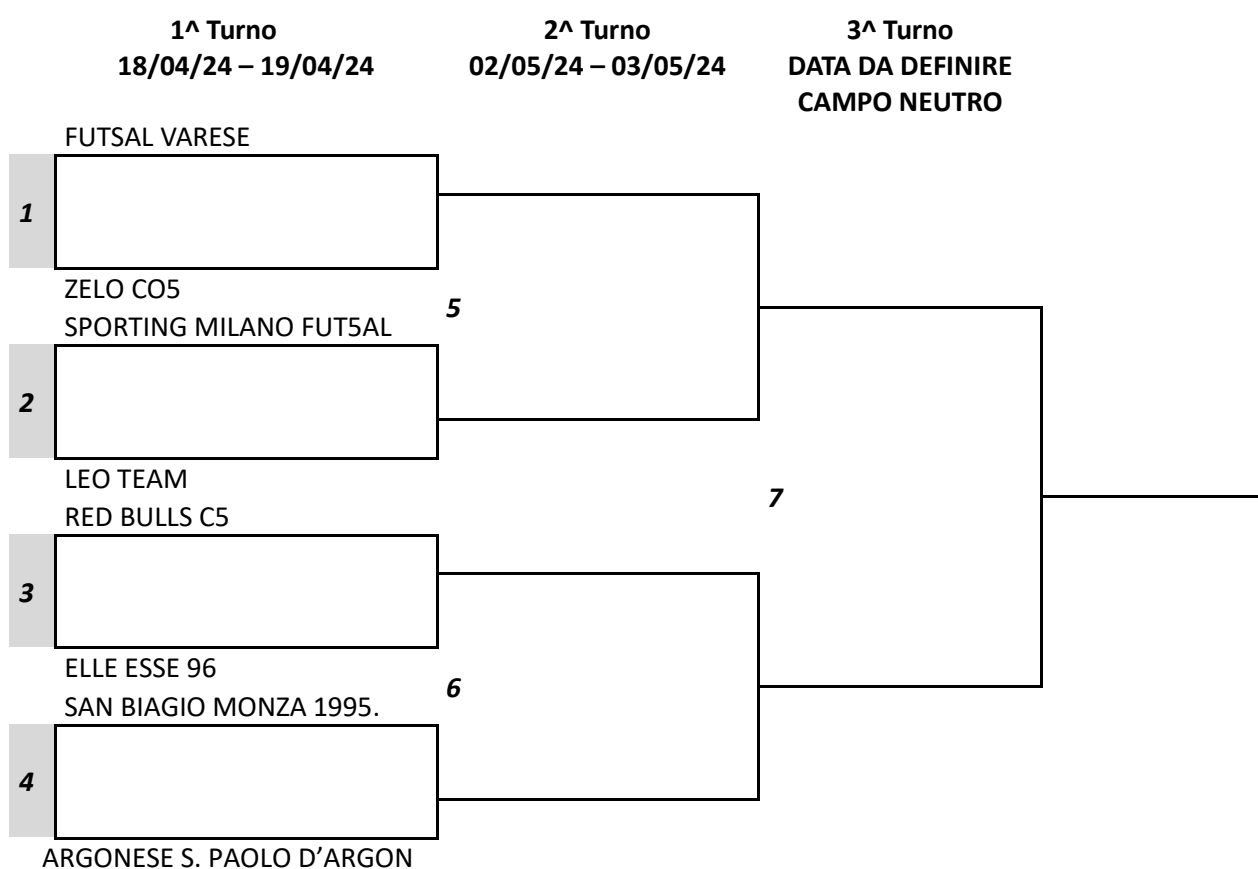 1^ Turno
18/04/24 – 19/04/24
2^ Turno
02/05/24 – 03/05/24
3^ Turno
DATA DA DEFINIRE
CAMPO NEUTRO
FUTSAL VARESE
1
ZELO CO5
5
SPORTING MILANO FUT5AL
2
LEO TEAM
7
RED BULLS C5
3
ELLE ESSE 96
6
SAN BIAGIO MONZA 1995.
4
ARGONESE S. PAOLO D’ARGON